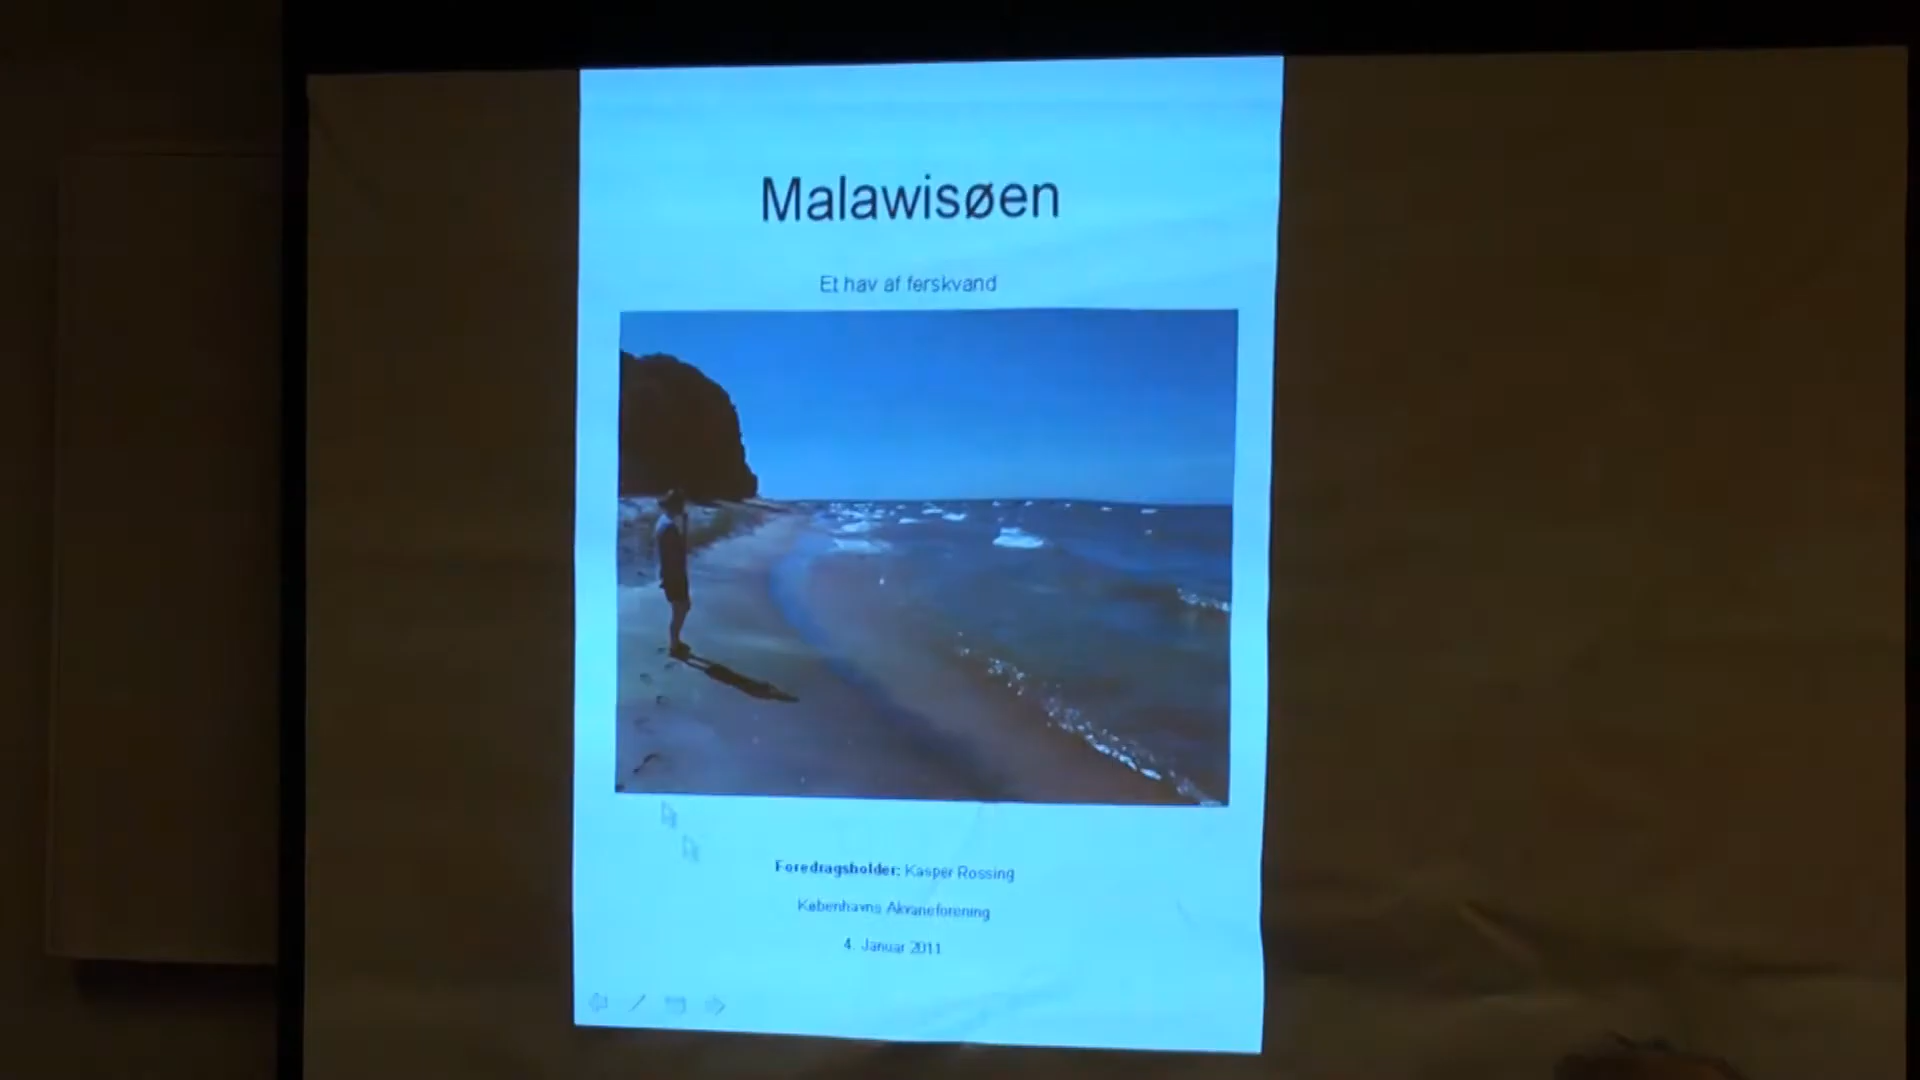 Malawisøen
Et hav af ferskvand
Foredragsholder: Kasper Rossing
Københavns Akvarieforening
4. Januar 2011